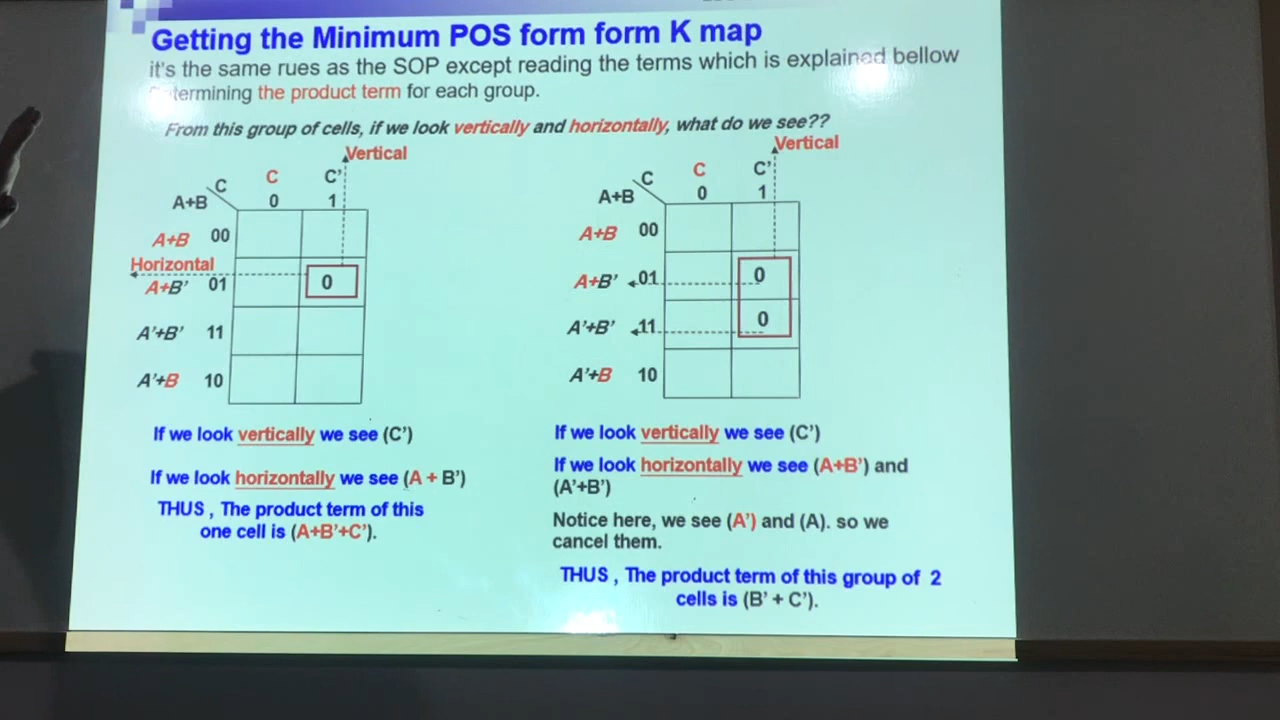 Getting the Minimum POS form form K map
it's the same rues as the SOP except reading the terms which is explained bellow
termining the product term for each group.
From this group of cells, if we look vertically and horizontally, what do we see??
Vertical
C C C'
A+B 0 1
A+B 00
Horizontal
A+B' 01 0
A'+B' 11
A'+B 10
If we look vertically we see (C')
If we look horizontally we see (A + B')
THUS , The product term of this
one cell is (A+B'+C').
Vertical
C C C'
A+B 0 1
A+B 00
A+B' 01 0
A'+B' 11 0
A'+B 10
If we look vertically we see (C')
If we look horizontally we see (A+B') and
(A'+B')
Notice here, we see (A') and (A). so we
cancel them.
THUS , The product term of this group of 2
cells is (B' + C').